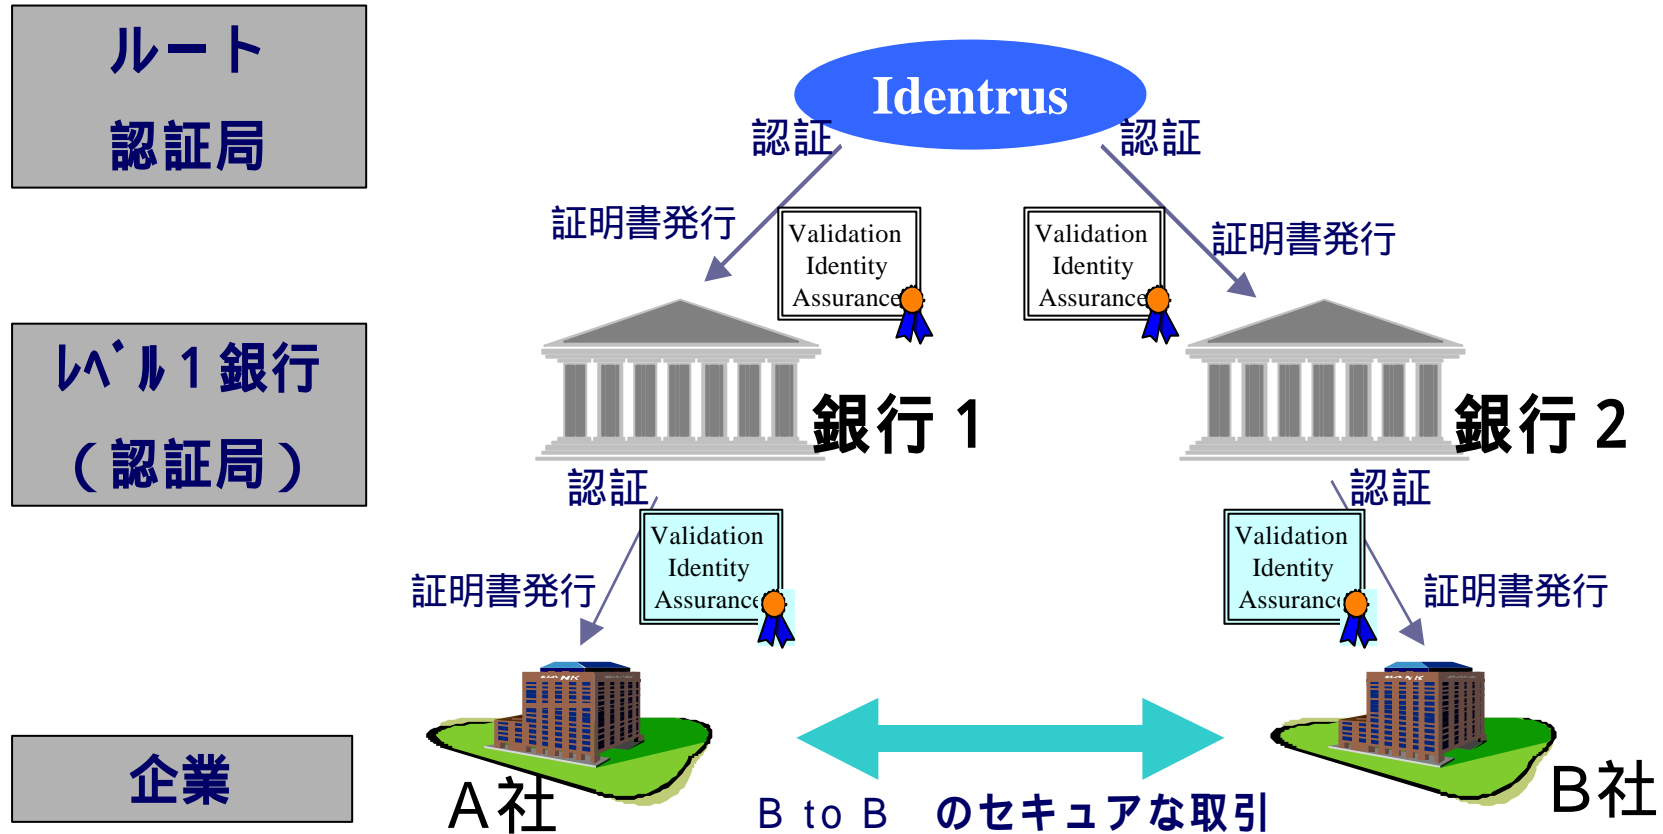 ルート
認証局
Identrus
認証
認証
証明書発行
Validation
Identity
Assurance
Validation
Identity
Assurance
証明書発行
ﾚﾍﾞﾙ１銀行
（認証局）
銀行１
銀行２
認証
認証
証明書発行
Validation
Identity
Assurance
Validation
Identity
Assurance
証明書発行
BANK
BANK
企業
A社
B to B のセキュアな取引
B社